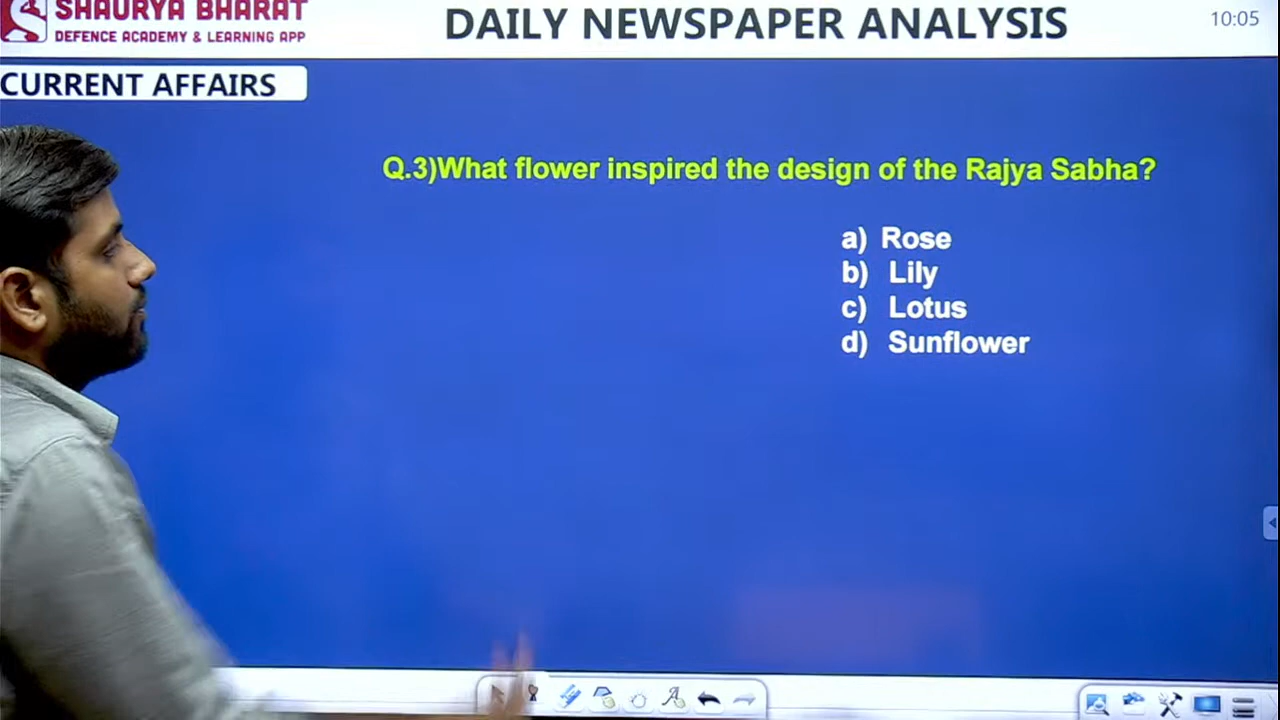 SHAURYA BHARAT
DEFENCE ACADEMY & LEARNING APP
DAILY NEWSPAPER ANALYSIS
10:05
CURRENT AFFAIRS
Q.3)What flower inspired the design of the Rajya Sabha?
a) Rose
b) Lily
c) Lotus
d) Sunflower